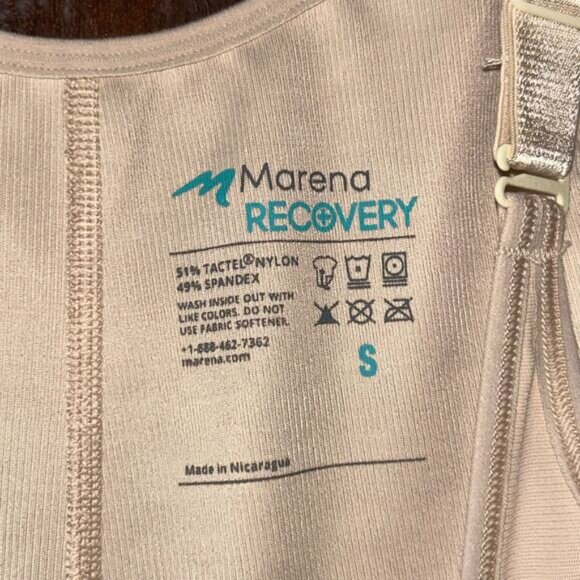 Marena
RECOVERY
51% TACTEL® NYLON
49% SPANDEX
WASH INSIDE OUT WITH
LIKE COLORS. DO NOT
USE FABRIC SOFTENER.
+1-888-462-7362
marena.com
S
Made in Nicaragua